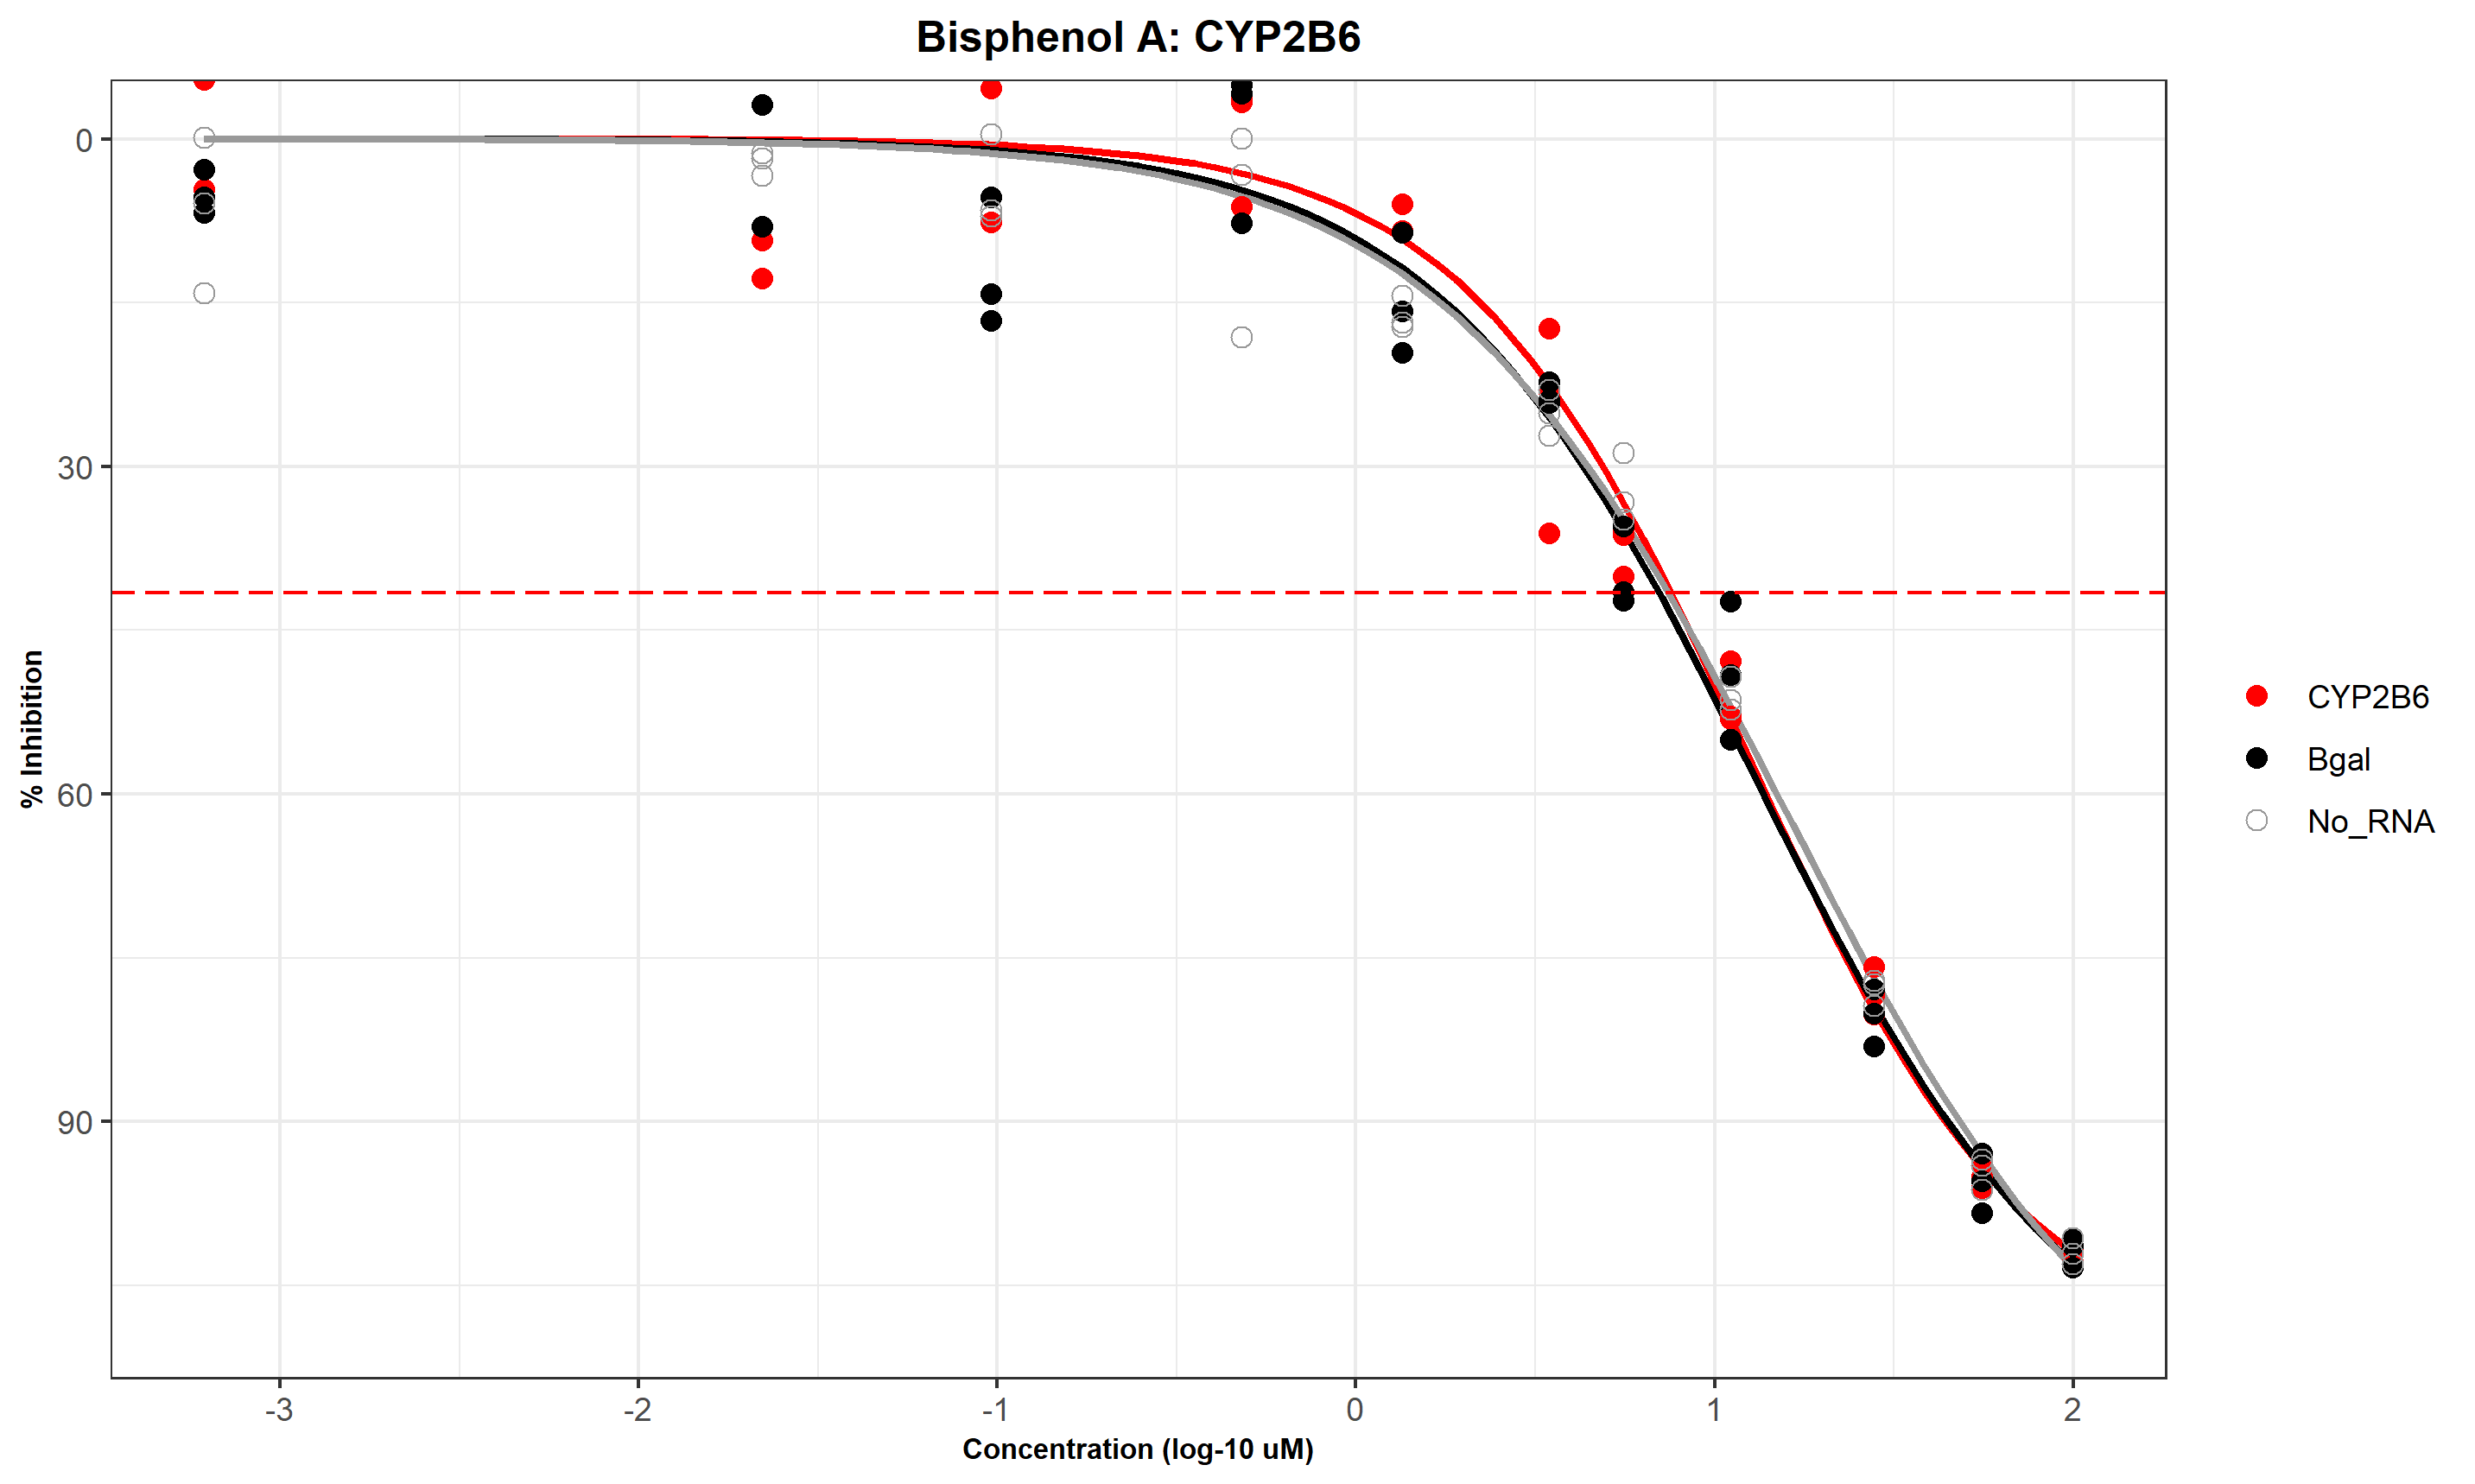 Bisphenol A: CYP2B6
0
30
60
90
% Inhibition
-3
-2
-1
0
1
2
Concentration (log-10 uM)
CYP2B6
Bgal
No_RNA